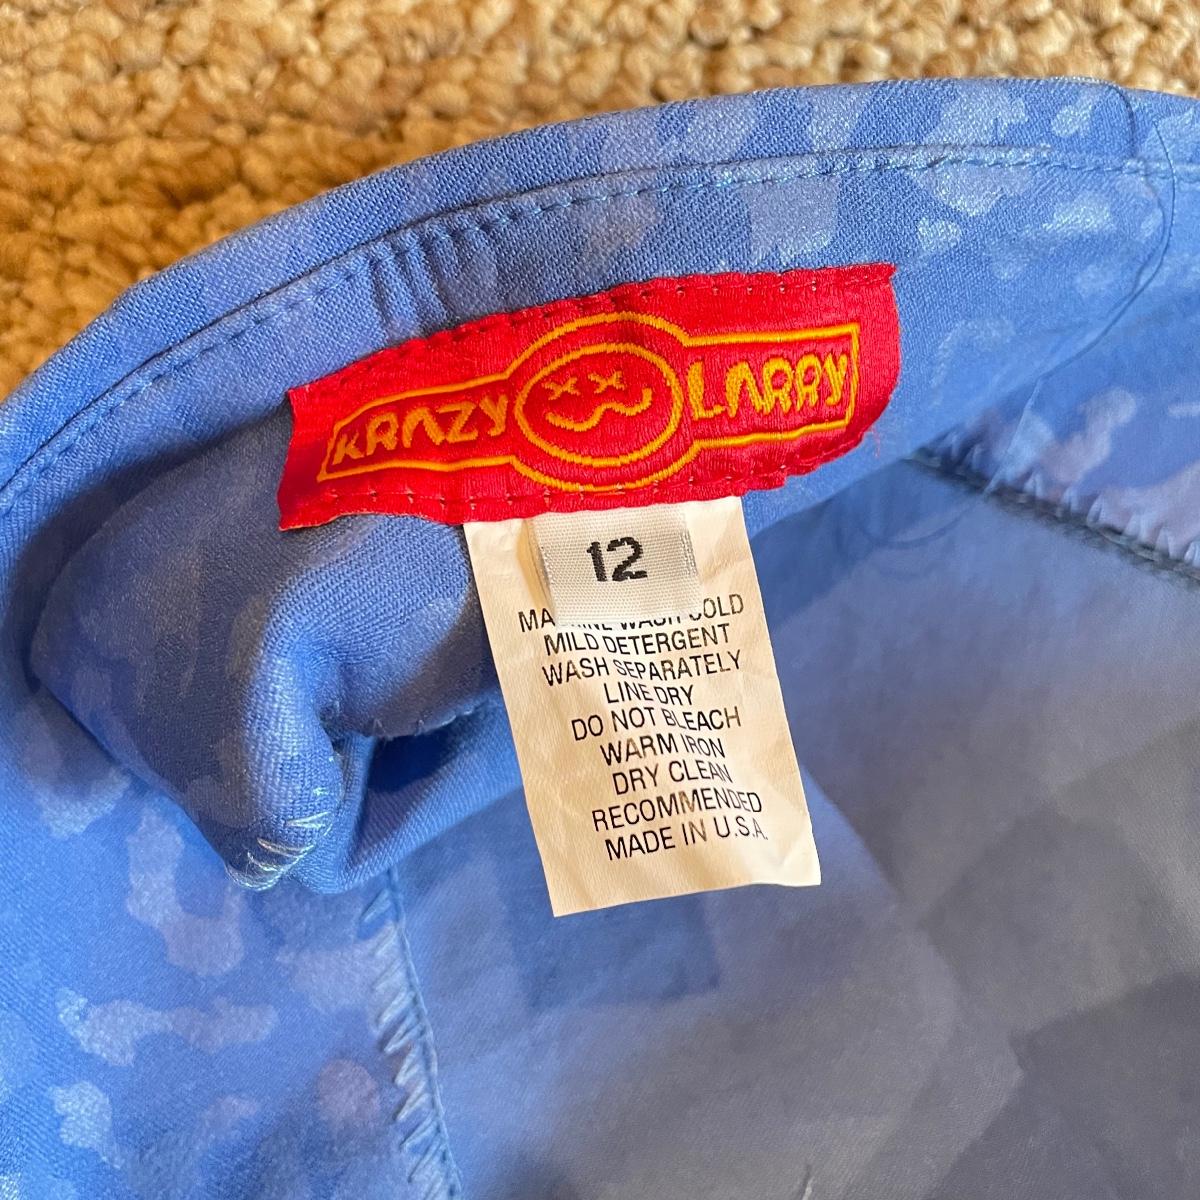 KRAZY LARRY
12
MACHINE WASH COLD
MILD DETERGENT
WASH SEPARATELY
LINE DRY
DO NOT BLEACH
WARM IRON
DRY CLEAN
RECOMMENDED
MADE IN U.S.A.